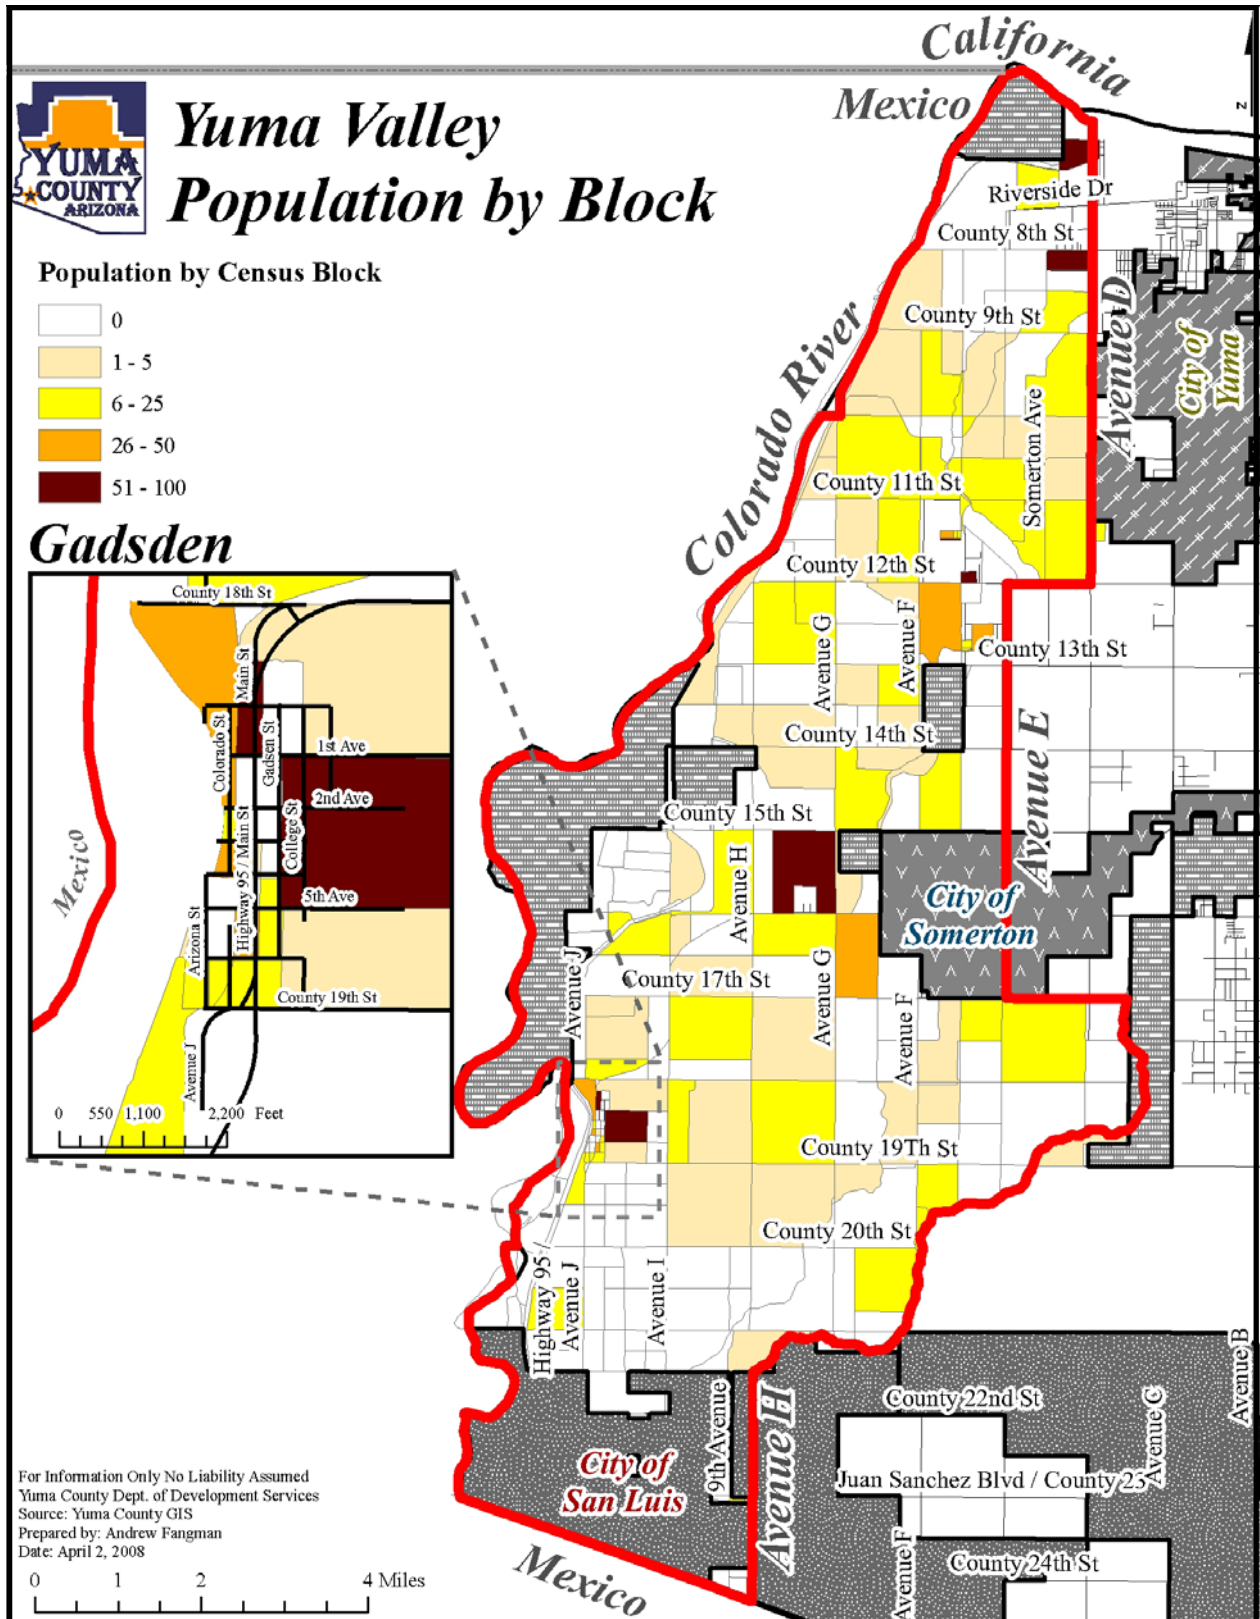 California
Mexico
N
Yuma Valley
Population by Block
YUMA
COUNTY
ARIZONA
Riverside Dr
County 8th St
Population by Census Block
0
1 - 5
6 - 25
26 - 50
51 - 100
Colorado River
County 9th St
Avenue D
City of
Yuma
Somerton Ave
County 11th St
County 12th St
Avenue G
Avenue F
County 13th St
County 14th St
Avenue E
County 15th St
Avenue H
City of
Somerton
Avenue J
County 17th St
Avenue G
Avenue F
County 19Th St
County 20th St
Highway 95 /
Avenue J
Avenue I
Gadsden
County 18th St
Main St
Colorado St
Gadsen St
1st Ave
2nd Ave
Mexico
Highway 95 / Main St
College St
5th Ave
Arizona St
County 19th St
Avenue J
0 550 1,100 2,200 Feet
9th Avenue
Avenue H
County 22nd St
Avenue C
Avenue B
City of
San Luis
Juan Sanchez Blvd / County 23
Avenue F
County 24th St
Mexico
For Information Only No Liability Assumed
Yuma County Dept. of Development Services
Source: Yuma County GIS
Prepared by: Andrew Fangman
Date: April 2, 2008
0 1 2 4 Miles